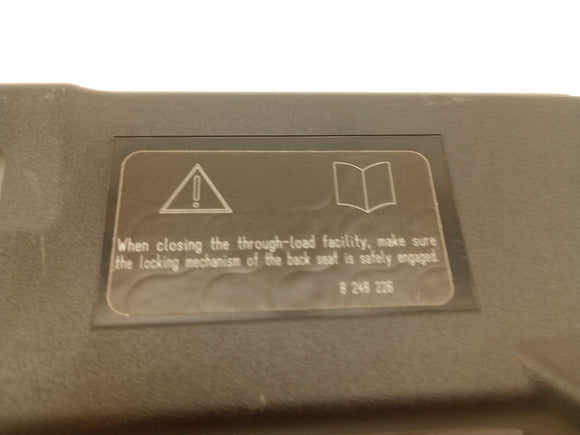 When closing the through-load facility, make sure
the locking mechanism of the back seat is safely engaged.
8 248 226